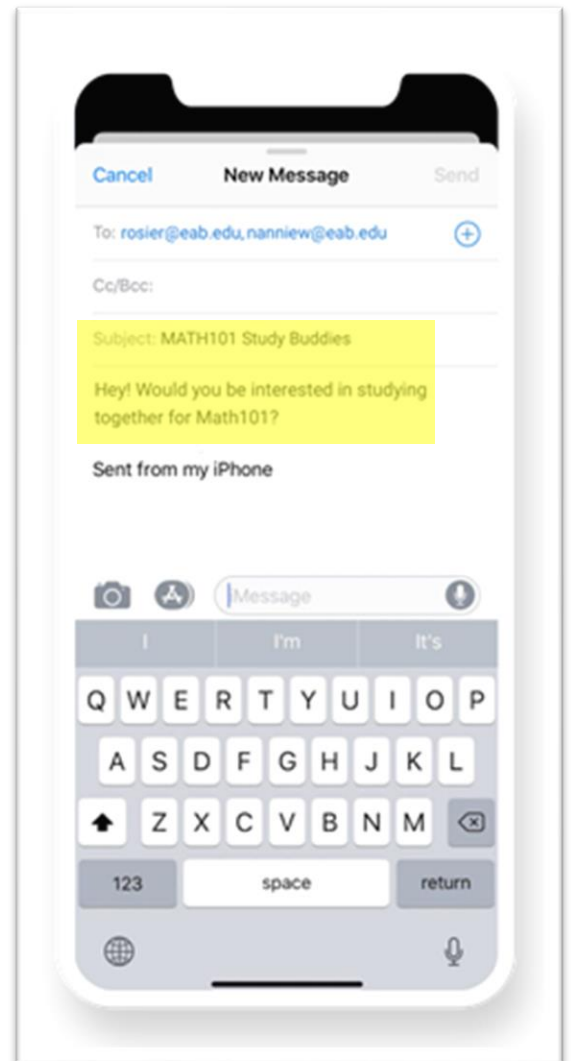 Cancel New Message Send
To: rosier@eab.edu, nanniew@eab.edu
Cc/Bcc:
Subject: MATH101 Study Buddies
Hey! Would you be interested in studying
together for Math101?
Sent from my iPhone
iMessage
I I'm It's
Q W E R T Y U I O P
A S D F G H J K L
Z X C V B N M
123 space return